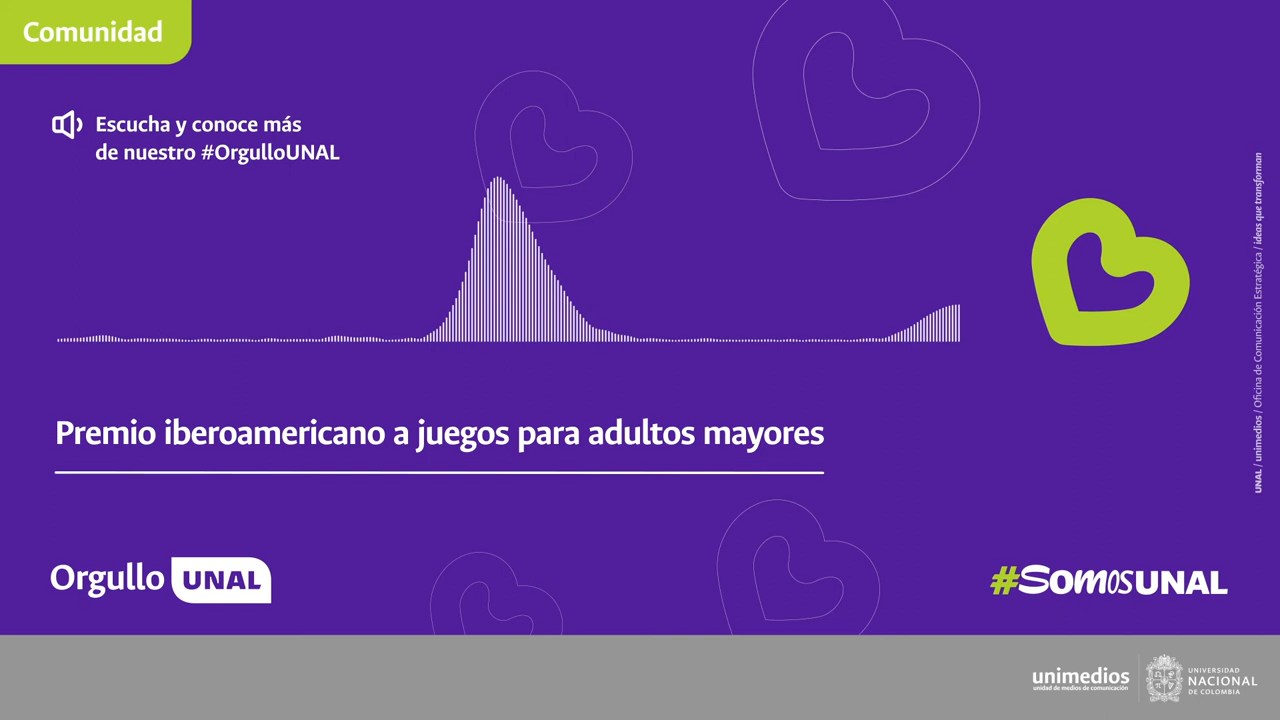 Comunidad
Escucha y conoce más
de nuestro #OrgulloUNAL
Premio iberoamericano a juegos para adultos mayores
Orgullo UNAL
#SomosUNAL
UNAL / unimedios / Oficina de Comunicación Estratégica / ideas que transforman
unimedios
unidad de medios de comunicación
UNIVERSIDAD
NACIONAL
DE COLOMBIA